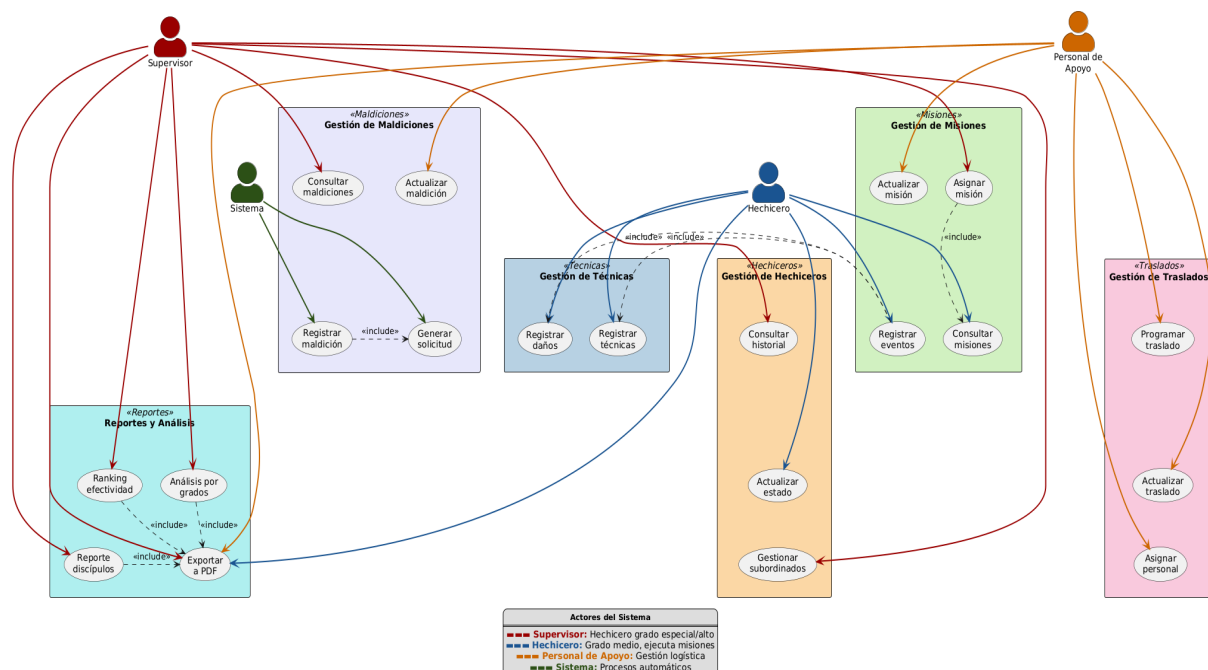 Supervisor
Personal de
Apoyo
«Maldiciones»
Gestión de Maldiciones
Consultar
maldiciones
Actualizar
maldición
Registrar
maldición
«include»
Generar
solicitud
Sistema
Hechicero
«Misiones»
Gestión de Misiones
Actualizar
misión
Asignar
misión
«include»
Registrar
eventos
Consultar
misiones
«include»
«include»
«Tecnicas»
Gestión de Técnicas
Registrar
daños
Registrar
técnicas
«Hechiceros»
Gestión de Hechiceros
Consultar
historial
Actualizar
estado
Gestionar
subordinados
«Traslados»
Gestión de Traslados
Programar
traslado
Actualizar
traslado
Asignar
personal
«Reportes»
Reportes y Análisis
Ranking
efectividad
Análisis por
grados
«include»
«include»
Reporte
discípulos
«include»
Exportar
a PDF
Actores del Sistema
Supervisor: Hechicero grado especial/alto
Hechicero: Grado medio, ejecuta misiones
Personal de Apoyo: Gestión logística
Sistema: Procesos automáticos